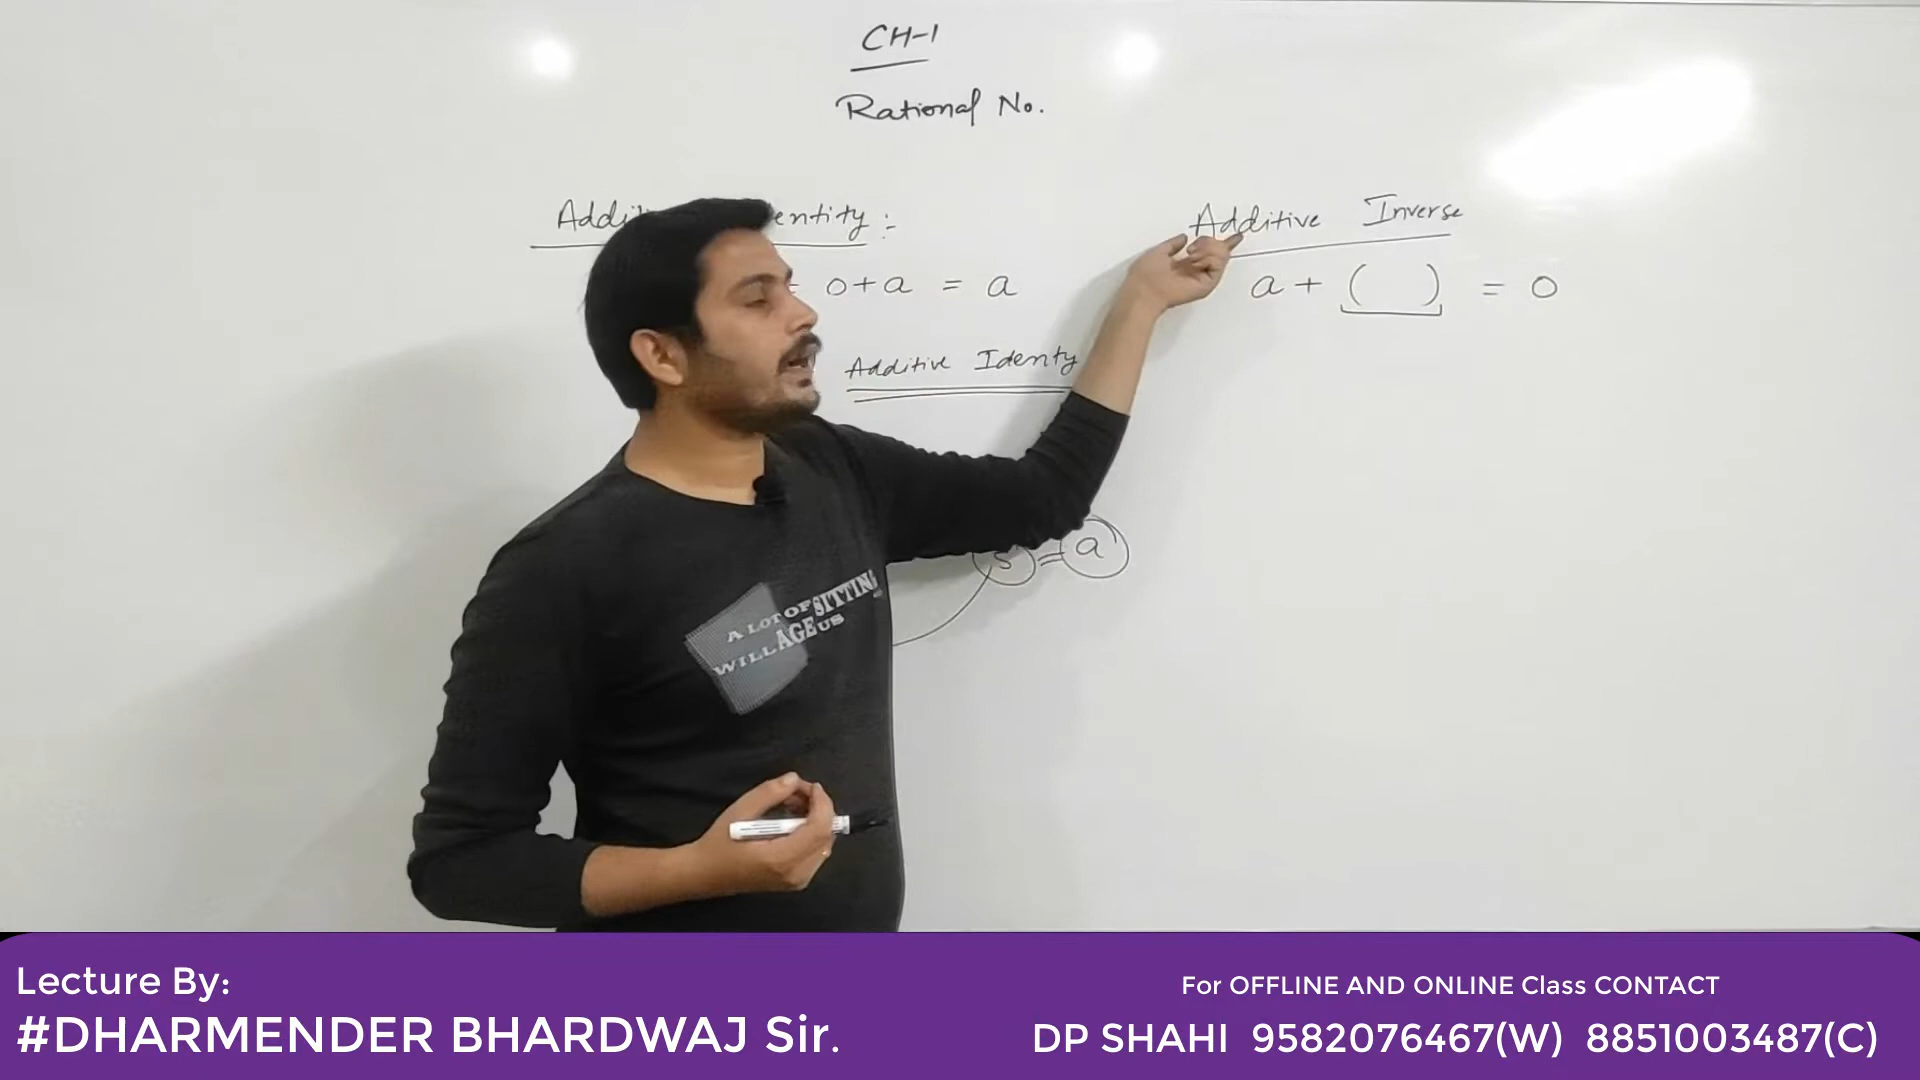 CH-1
Rational No.
entity :-
0+a = a
Additive Identy
= a
Additive Inverse
a + ( ) = 0
A LOT OF SITTING
WILL AGE US
Lecture By:
#DHARMENDER BHARDWAJ Sir.
For OFFLINE AND ONLINE Class CONTACT
DP SHAHI 9582076467(W) 8851003487(C)